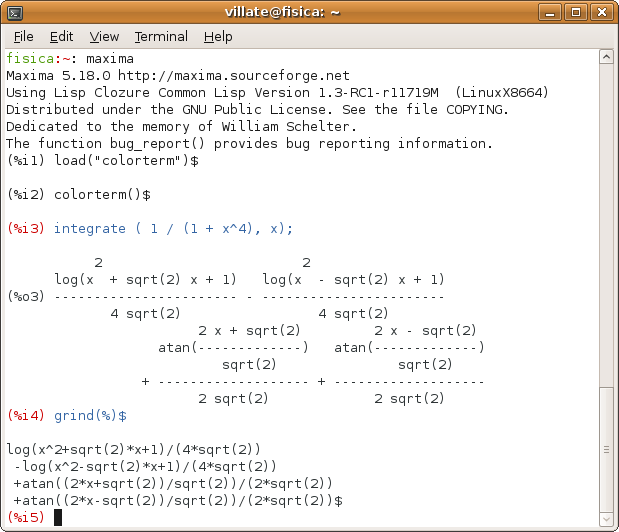 villate@fisica: ~
File Edit View Terminal Help
fisica:~: maxima
Maxima 5.18.0 http://maxima.sourceforge.net
Using Lisp Clozure Common Lisp Version 1.3-RC1-r11719M  (LinuxX8664)
Distributed under the GNU Public License. See the file COPYING.
Dedicated to the memory of William Schelter.
The function bug_report() provides bug reporting information.
(%i1) load("colorterm")$
(%i2) colorterm()$
(%i3) integrate ( 1 / (1 + x^4), x);
           2                         2
      log(x  + sqrt(2) x + 1)   log(x  - sqrt(2) x + 1)
(%o3) ----------------------- - -----------------------
             4 sqrt(2)                 4 sqrt(2)
                        2 x + sqrt(2)         2 x - sqrt(2)
                   atan(-------------)   atan(-------------)
                           sqrt(2)               sqrt(2)
                 + ------------------- + -------------------
                        2 sqrt(2)             2 sqrt(2)
(%i4) grind(%)$
log(x^2+sqrt(2)*x+1)/(4*sqrt(2))
 -log(x^2-sqrt(2)*x+1)/(4*sqrt(2))
 +atan((2*x+sqrt(2))/sqrt(2))/(2*sqrt(2))
 +atan((2*x-sqrt(2))/sqrt(2))/(2*sqrt(2))$
(%i5)